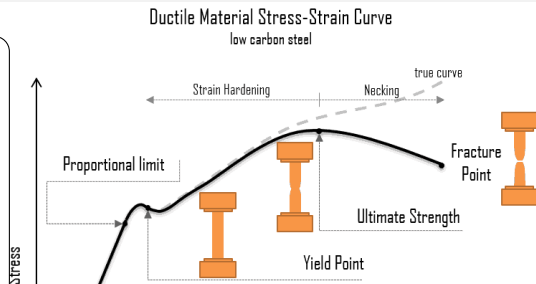 Ductile Material Stress-Strain Curve
low carbon steel
true curve
Strain Hardening
Necking
Proportional limit
Fracture
Point
Ultimate Strength
Yield Point
Stress